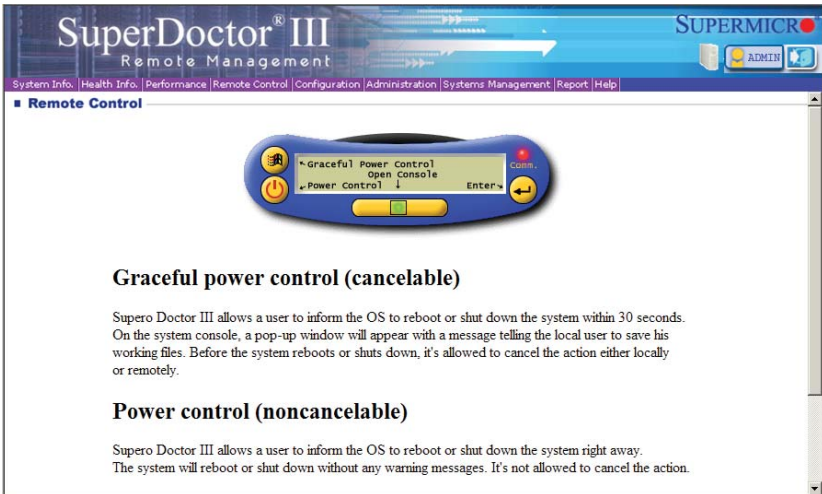 SuperDoctor® III
Remote Management
SUPERMICRO
ADMIN
System Info. |Health Info. |Performance |Remote Control |Configuration |Administration |Systems Management |Report |Help|
Remote Control
Graceful Power Control
Open Console
Power Control ↓ Enter
Comm.
Graceful power control (cancelable)
Supero Doctor III allows a user to inform the OS to reboot or shut down the system within 30 seconds.
On the system console, a pop-up window will appear with a message telling the local user to save his
working files. Before the system reboots or shuts down, it's allowed to cancel the action either locally
or remotely.
Power control (noncancelable)
Supero Doctor III allows a user to inform the OS to reboot or shut down the system right away.
The system will reboot or shut down without any warning messages. It's not allowed to cancel the action.